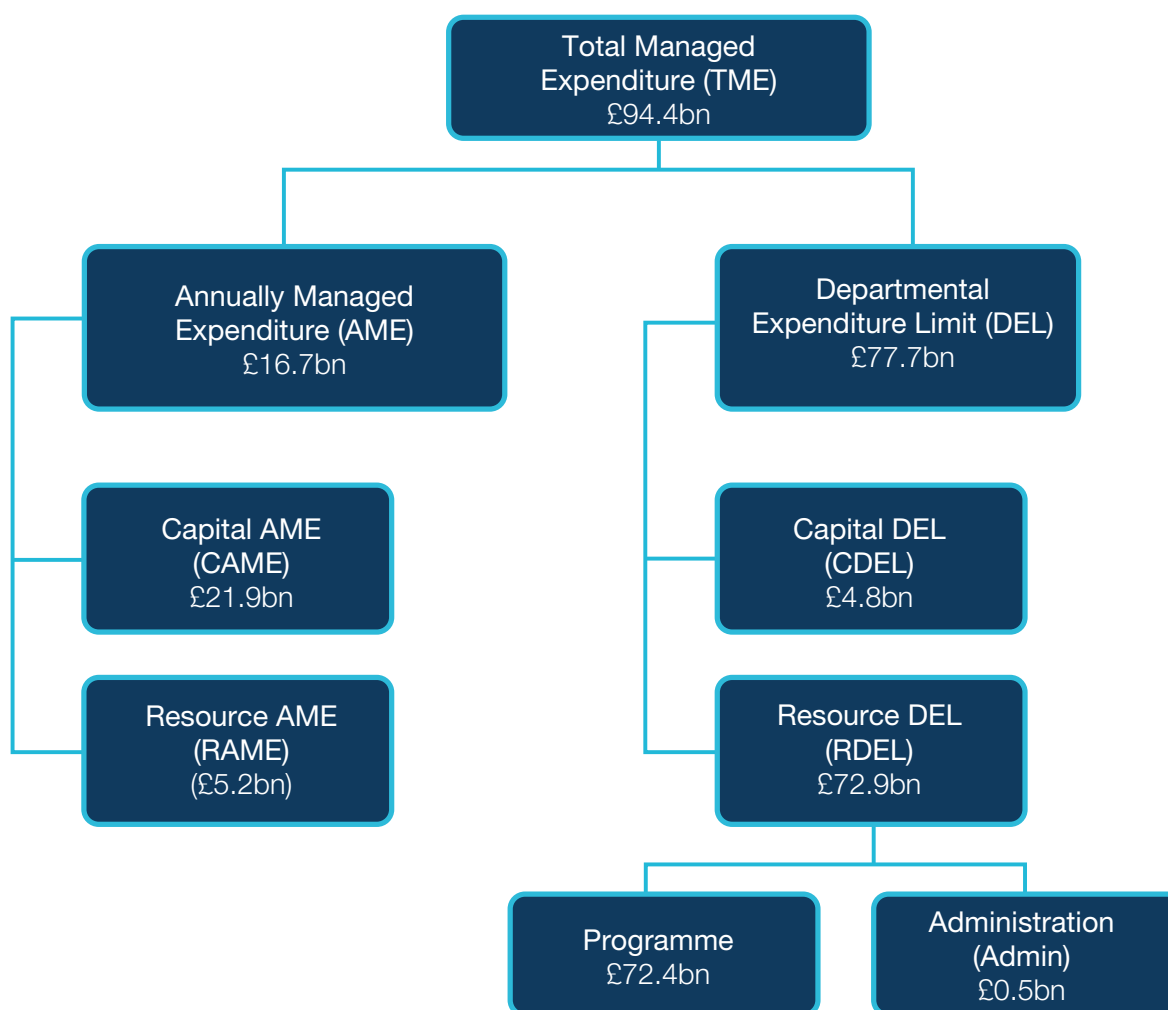 Total Managed
Expenditure (TME)
£94.4bn
Annually Managed
Expenditure (AME)
£16.7bn
Departmental
Expenditure Limit (DEL)
£77.7bn
Capital AME
(CAME)
£21.9bn
Capital DEL
(CDEL)
£4.8bn
Resource AME
(RAME)
(£5.2bn)
Resource DEL
(RDEL)
£72.9bn
Programme
£72.4bn
Administration
(Admin)
£0.5bn